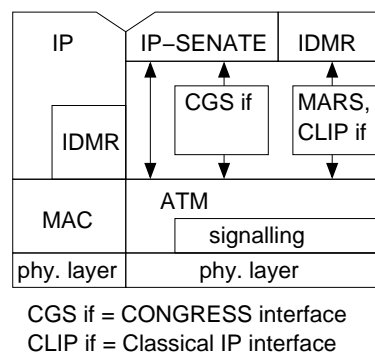 IP IP–SENATE IDMR
CGS if MARS,
CLIP if
IDMR
MAC ATM
signalling
phy. layer phy. layer
CGS if = CONGRESS interface
CLIP if = Classical IP interface